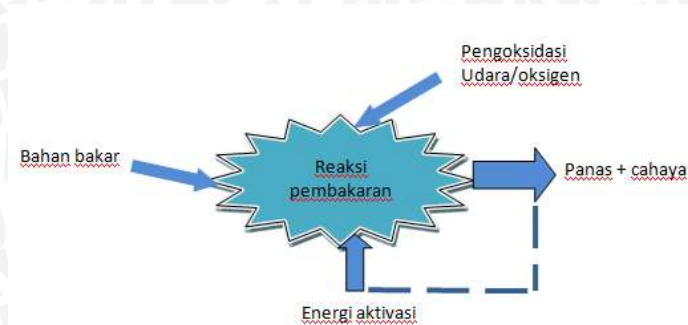 Pengoksidasi
Udara/oksigen
Bahan bakar
Reaksi
pembakaran
Panas + cahaya
Energi aktivasi